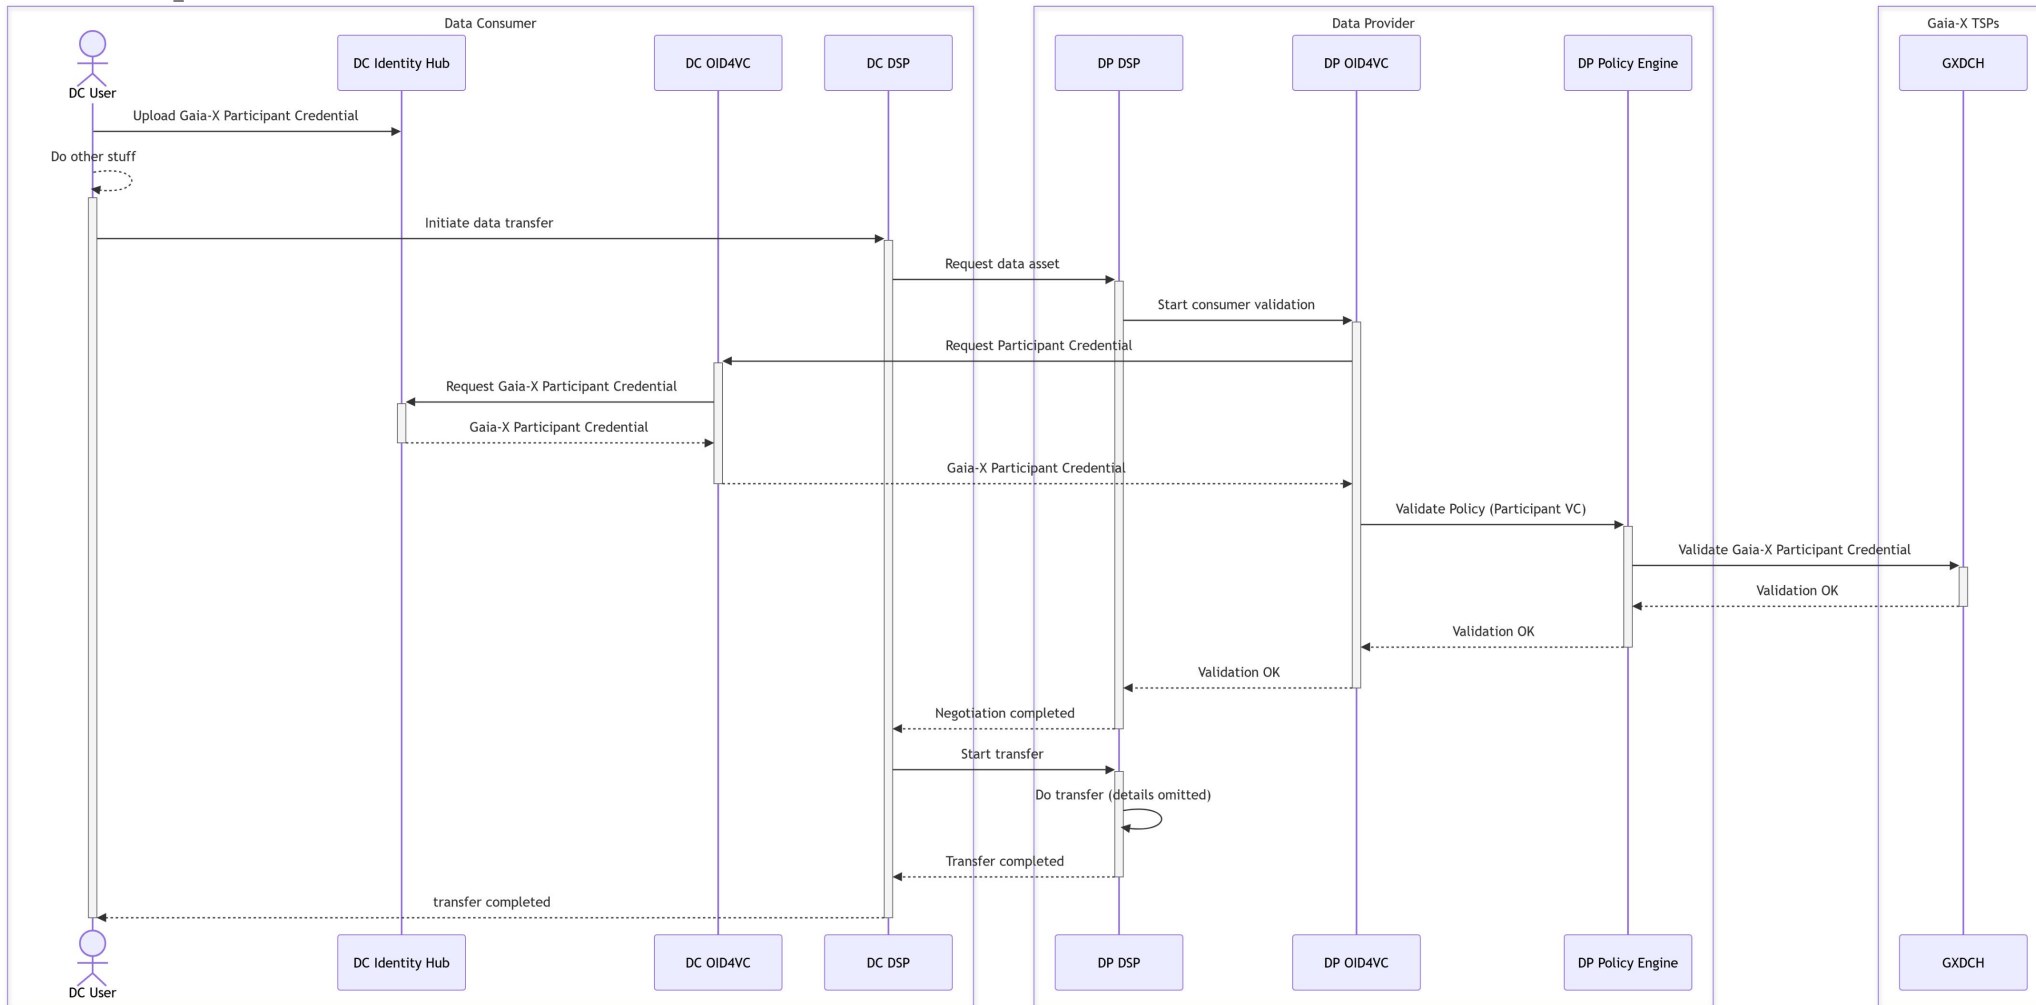 Data Consumer
Data Provider
Gaia-X TSPs
DC User
DC Identity Hub
DC OID4VC
DC DSP
DP DSP
DP OID4VC
DP Policy Engine
GXDCH
Upload Gaia-X Participant Credential
Do other stuff
Initiate data transfer
Request data asset
Start consumer validation
Request Participant Credential
Request Gaia-X Participant Credential
Gaia-X Participant Credential
Gaia-X Participant Credential
Validate Policy (Participant VC)
Validate Gaia-X Participant Credential
Validation OK
Validation OK
Validation OK
Negotiation completed
Start transfer
Do transfer (details omitted)
Transfer completed
transfer completed
DC User
DC Identity Hub
DC OID4VC
DC DSP
DP DSP
DP OID4VC
DP Policy Engine
GXDCH